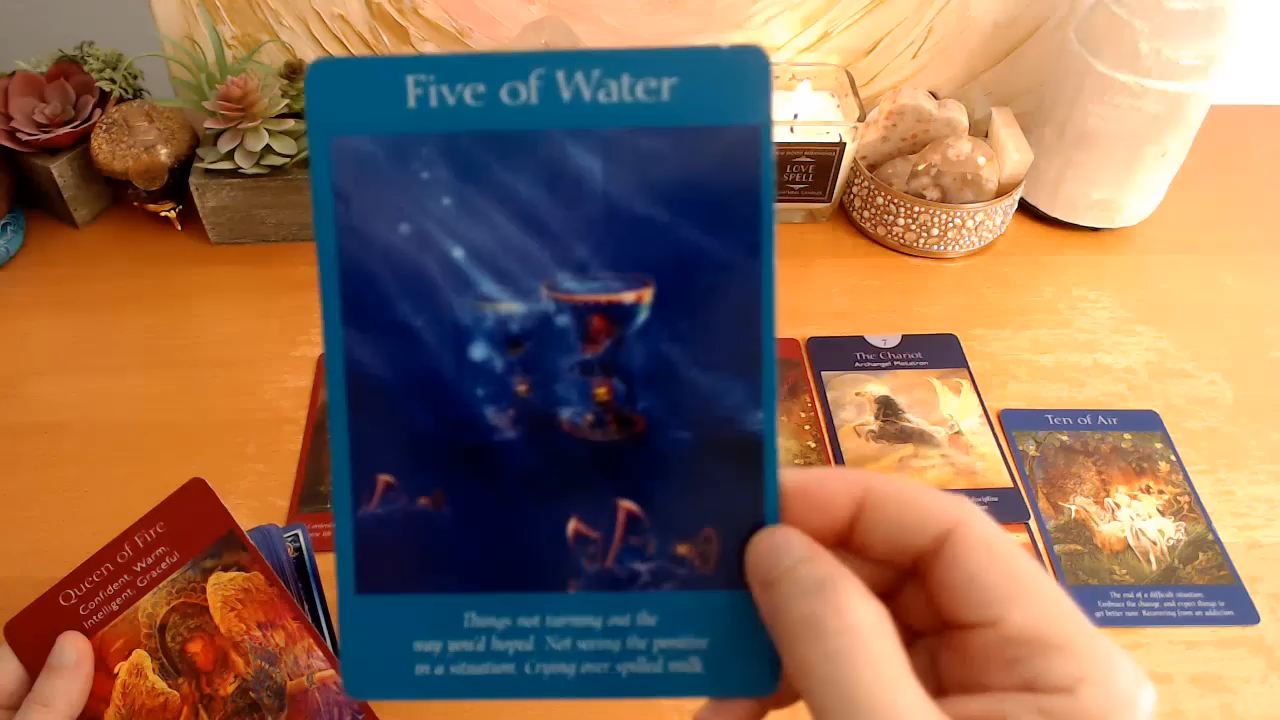 Five of Water
Things not turning out the
way you'd hoped. Not seeing the positive
in a situation. Crying over spilled milk.
LOVE
SPELL
7
The Chariot
Archangel Metatron
Ten of Air
The end of a difficult situation.
Embrace the change, and expect things to
get better now. Recovering from an addiction.
Queen of Fire
Confident, Warm,
Intelligent, Graceful